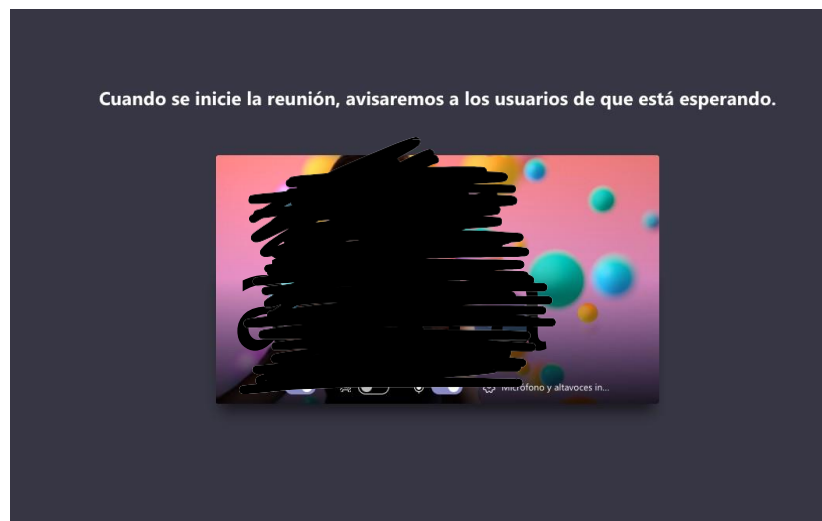 Cuando se inicie la reunión, avisaremos a los usuarios de que está esperando.
Micrófono y altavoces in...